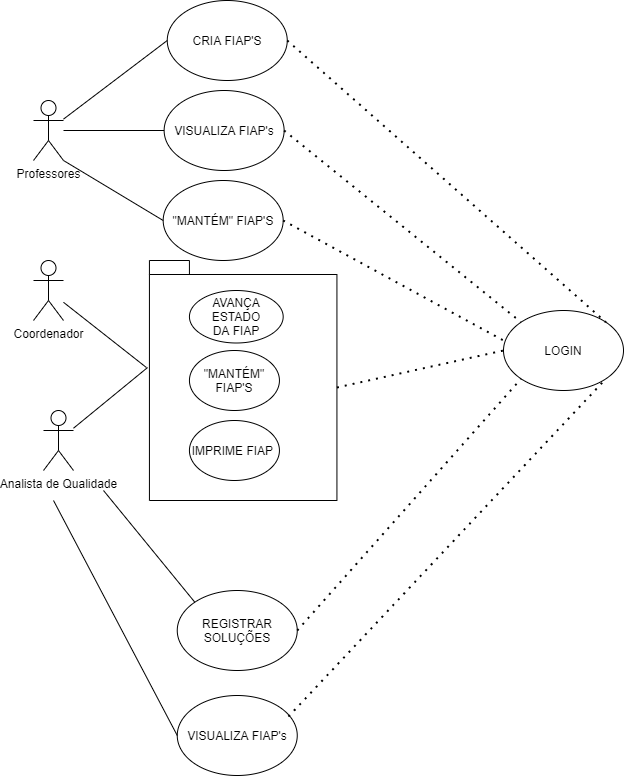 CRIA FIAP'S
VISUALIZA FIAP's
Professores
"MANTÉM" FIAP'S
Coordenador
AVANÇA
ESTADO
DA FIAP
"MANTÉM"
FIAP'S
IMPRIME FIAP
LOGIN
Analista de Qualidade
REGISTRAR
SOLUÇÕES
VISUALIZA FIAP's